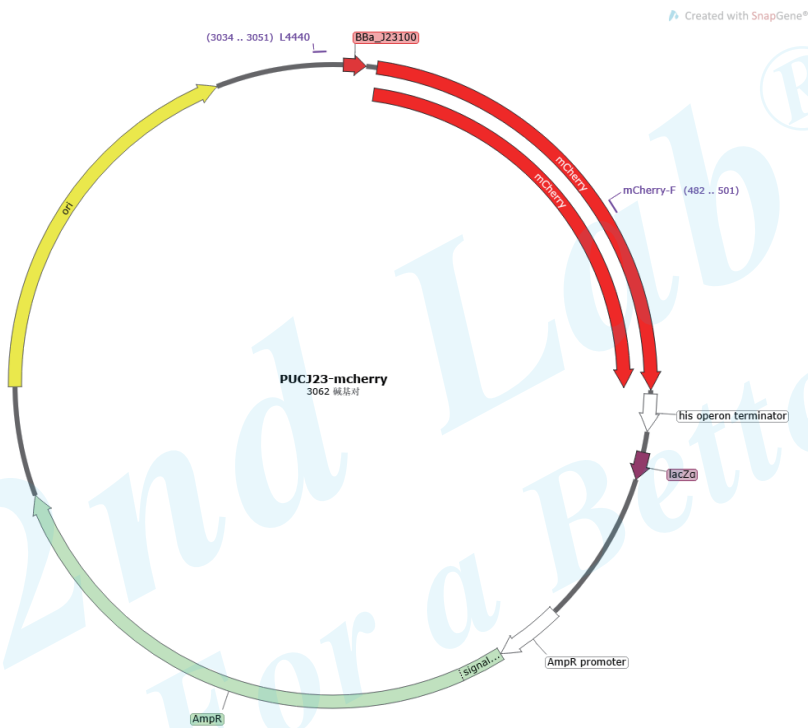 Created with SnapGene®
(3034 .. 3051) L4440
BBa_J23100
mCherry
mCherry
mCherry-F (482 .. 501)
ori
PUCJ23-mcherry
3062 碱基对
his operon terminator
lacZα
signal...
AmpR promoter
AmpR
2nd Lab®
For a Bette